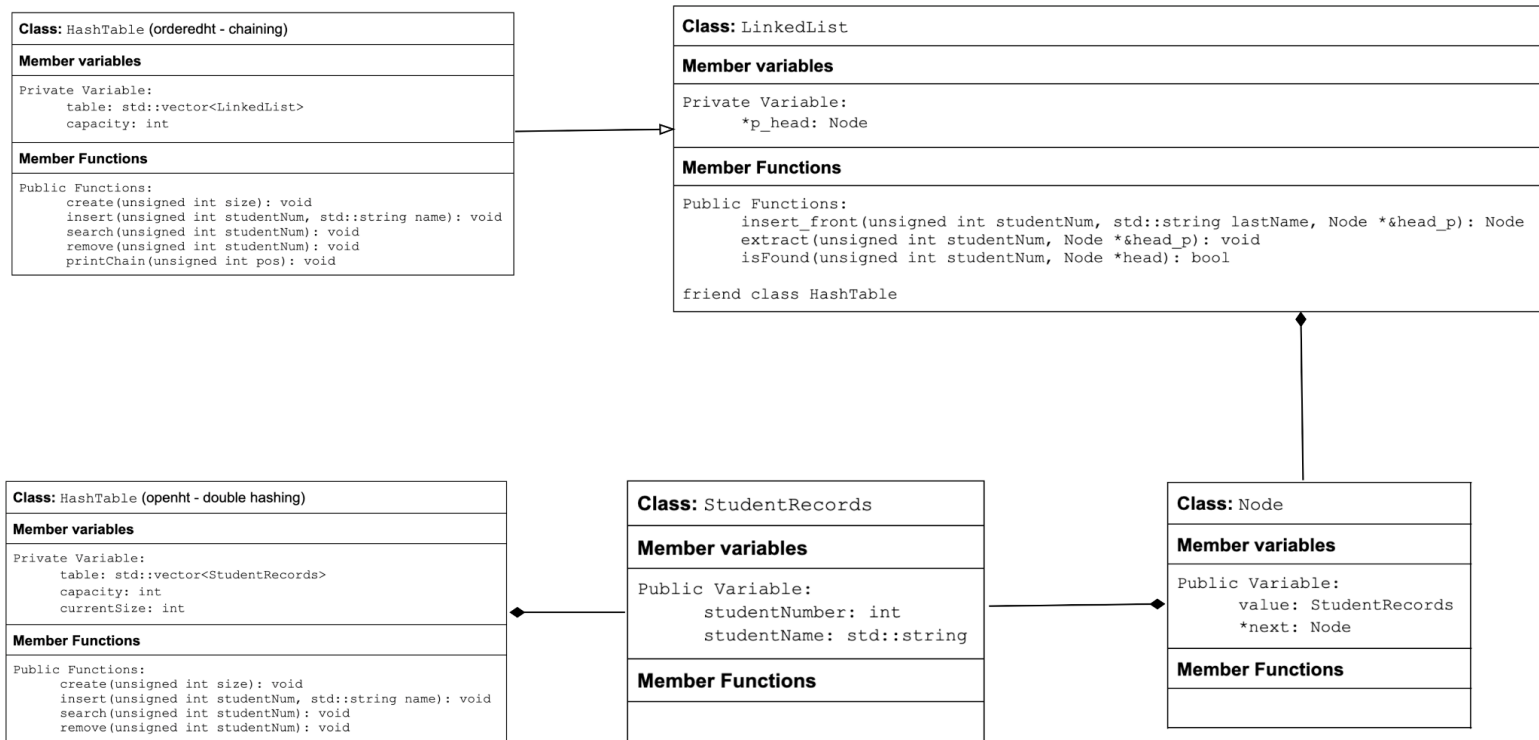 Class: HashTable (orderedht - chaining)
Member variables
Private Variable:
table: std::vector<LinkedList>
capacity: int
Member Functions
Public Functions:
create(unsigned int size): void
insert(unsigned int studentNum, std::string name): void
search(unsigned int studentNum): void
remove(unsigned int studentNum): void
printChain(unsigned int pos): void
Class: LinkedList
Member variables
Private Variable:
*p_head: Node
Member Functions
Public Functions:
insert_front(unsigned int studentNum, std::string lastName, Node *&head_p): Node
extract(unsigned int studentNum, Node *&head_p): void
isFound(unsigned int studentNum, Node *head): bool
friend class HashTable
Class: HashTable (openht - double hashing)
Member variables
Private Variable:
table: std::vector<StudentRecords>
capacity: int
currentSize: int
Member Functions
Public Functions:
create(unsigned int size): void
insert(unsigned int studentNum, std::string name): void
search(unsigned int studentNum): void
remove(unsigned int studentNum): void
Class: StudentRecords
Member variables
Public Variable:
studentNumber: int
studentName: std::string
Member Functions
Class: Node
Member variables
Public Variable:
value: StudentRecords
*next: Node
Member Functions